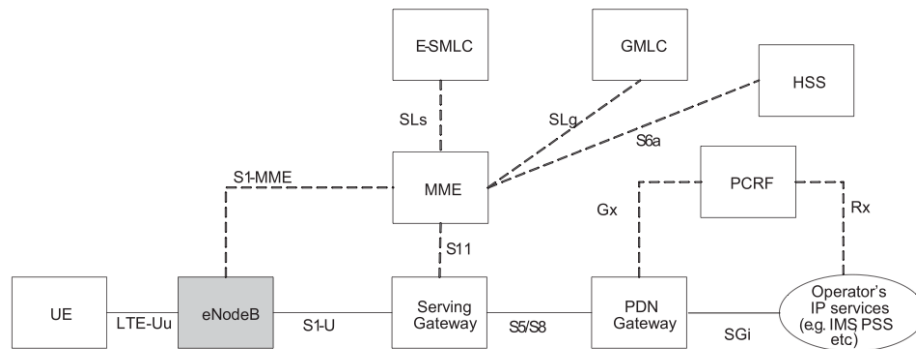 E-SMLC
GMLC
HSS
SLs
SLg
S6a
S1-MME
MME
PCRF
Gx
Rx
S11
UE
LTE-Uu
eNodeB
S1-U
Serving
Gateway
S5/S8
PDN
Gateway
SGi
Operator's
IP services
(e.g. IMS PSS
etc)